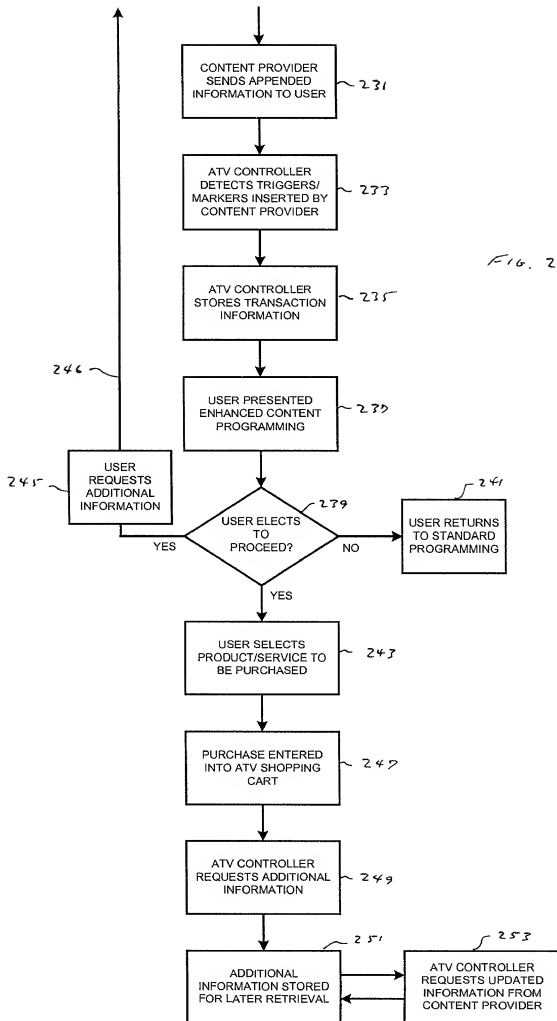 CONTENT PROVIDER
SENDS APPENDED
INFORMATION TO USER
231
ATV CONTROLLER
DETECTS TRIGGERS/
MARKERS INSERTED BY
CONTENT PROVIDER
233
FIG. 2
ATV CONTROLLER
STORES TRANSACTION
INFORMATION
235
246
USER PRESENTED
ENHANCED CONTENT
PROGRAMMING
237
245
USER
REQUESTS
ADDITIONAL
INFORMATION
239
USER ELECTS
TO
PROCEED?
YES
NO
241
USER RETURNS
TO STANDARD
PROGRAMMING
YES
USER SELECTS
PRODUCT/SERVICE TO
BE PURCHASED
243
PURCHASE ENTERED
INTO ATV SHOPPING
CART
247
ATV CONTROLLER
REQUESTS ADDITIONAL
INFORMATION
249
251
ADDITIONAL
INFORMATION STORED
FOR LATER RETRIEVAL
253
ATV CONTROLLER
REQUESTS UPDATED
INFORMATION FROM
CONTENT PROVIDER